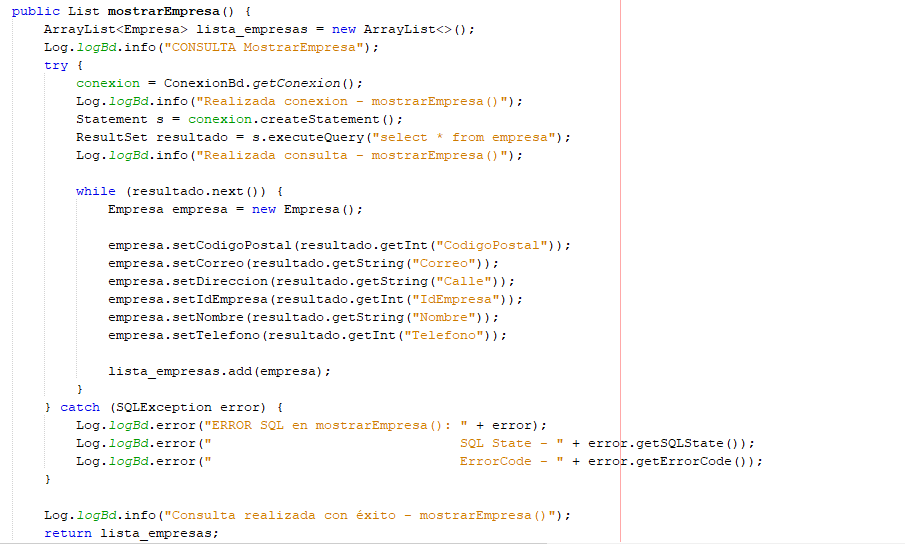 public List mostrarEmpresa() {
ArrayList<Empresa> lista_empresas = new ArrayList<>();
Log.logBd.info("CONSULTA MostrarEmpresa");
try {
conexion = ConexionBd.getConexion();
Log.logBd.info("Realizada conexion - mostrarEmpresa()");
Statement s = conexion.createStatement();
ResultSet resultado = s.executeQuery("select * from empresa");
Log.logBd.info("Realizada consulta - mostrarEmpresa()");
while (resultado.next()) {
Empresa empresa = new Empresa();
empresa.setCodigoPostal(resultado.getInt("CodigoPostal"));
empresa.setCorreo(resultado.getString("Correo"));
empresa.setDireccion(resultado.getString("Calle"));
empresa.setIdEmpresa(resultado.getInt("IdEmpresa"));
empresa.setNombre(resultado.getString("Nombre"));
empresa.setTelefono(resultado.getInt("Telefono"));
lista_empresas.add(empresa);
}
} catch (SQLException error) {
Log.logBd.error("ERROR SQL en mostrarEmpresa(): " + error);
Log.logBd.error("                               SQL State - " + error.getSQLState());
Log.logBd.error("                               ErrorCode - " + error.getErrorCode());
}
Log.logBd.info("Consulta realizada con éxito - mostrarEmpresa()");
return lista_empresas;